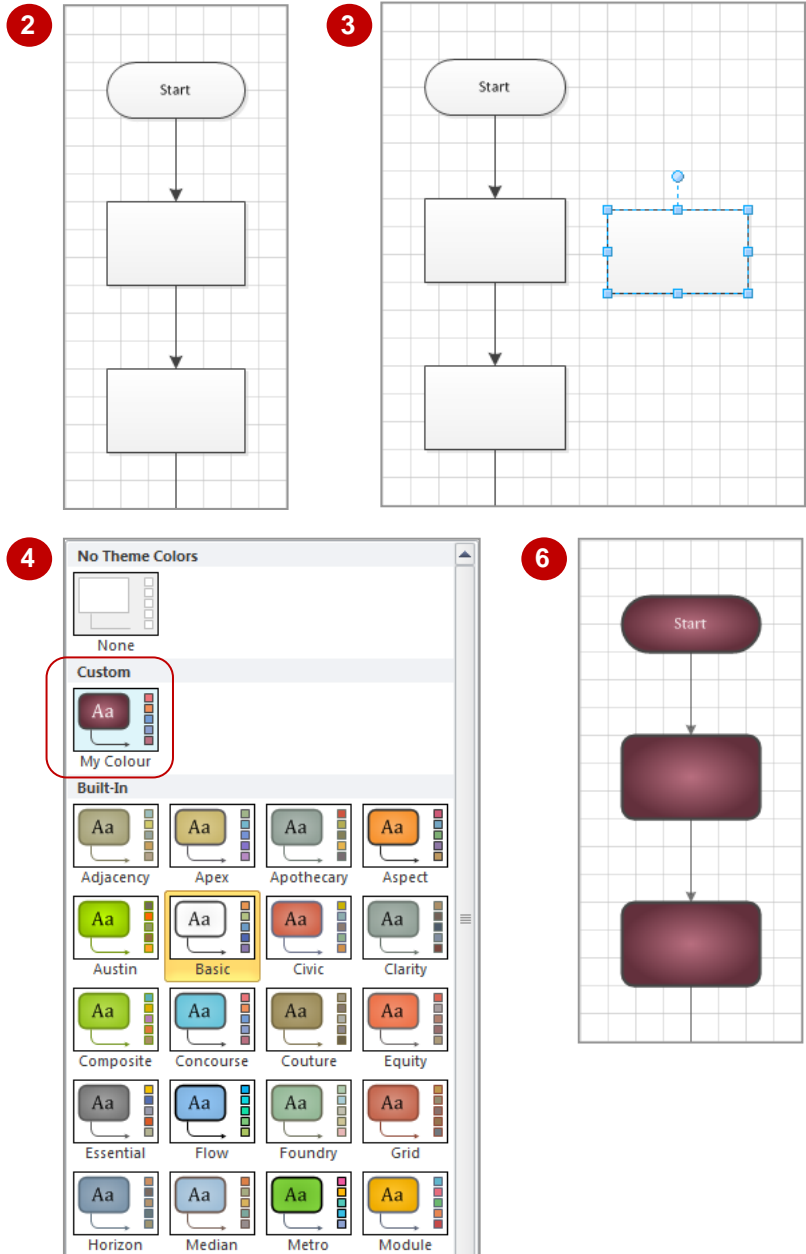 2
3
Start
Start
4
6
No Theme Colors
None
Custom
Aa
My Colour
Built-In
Aa Aa Aa Aa
Adjacency Apex Apothecary Aspect
Aa Aa Aa Aa
Austin Basic Civic Clarity
Aa Aa Aa Aa
Composite Concourse Couture Equity
Aa Aa Aa Aa
Essential Flow Foundry Grid
Aa Aa Aa Aa
Horizon Median Metro Module
Start